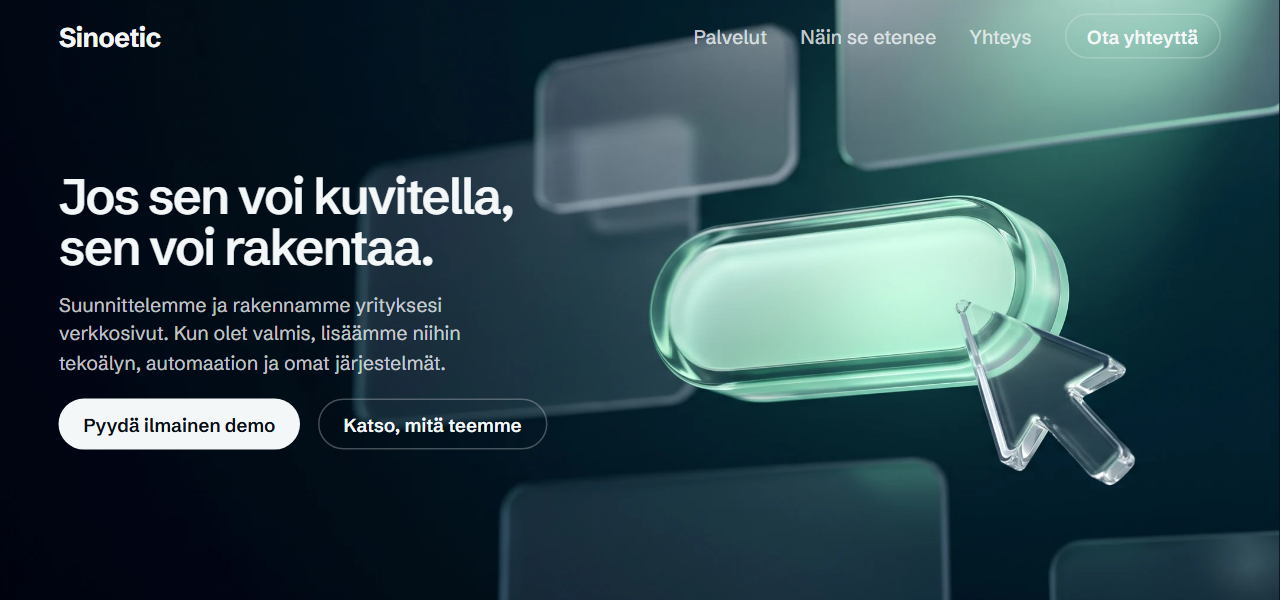 Sinoetic
Palvelut
Näin se etenee
Yhteys
Ota yhteyttä
Jos sen voi kuvitella,
sen voi rakentaa.
Suunnittelemme ja rakennamme yrityksesi
verkkosivut. Kun olet valmis, lisäämme niihin
tekoälyn, automaation ja omat järjestelmät.
Pyydä ilmainen demo
Katso, mitä teemme